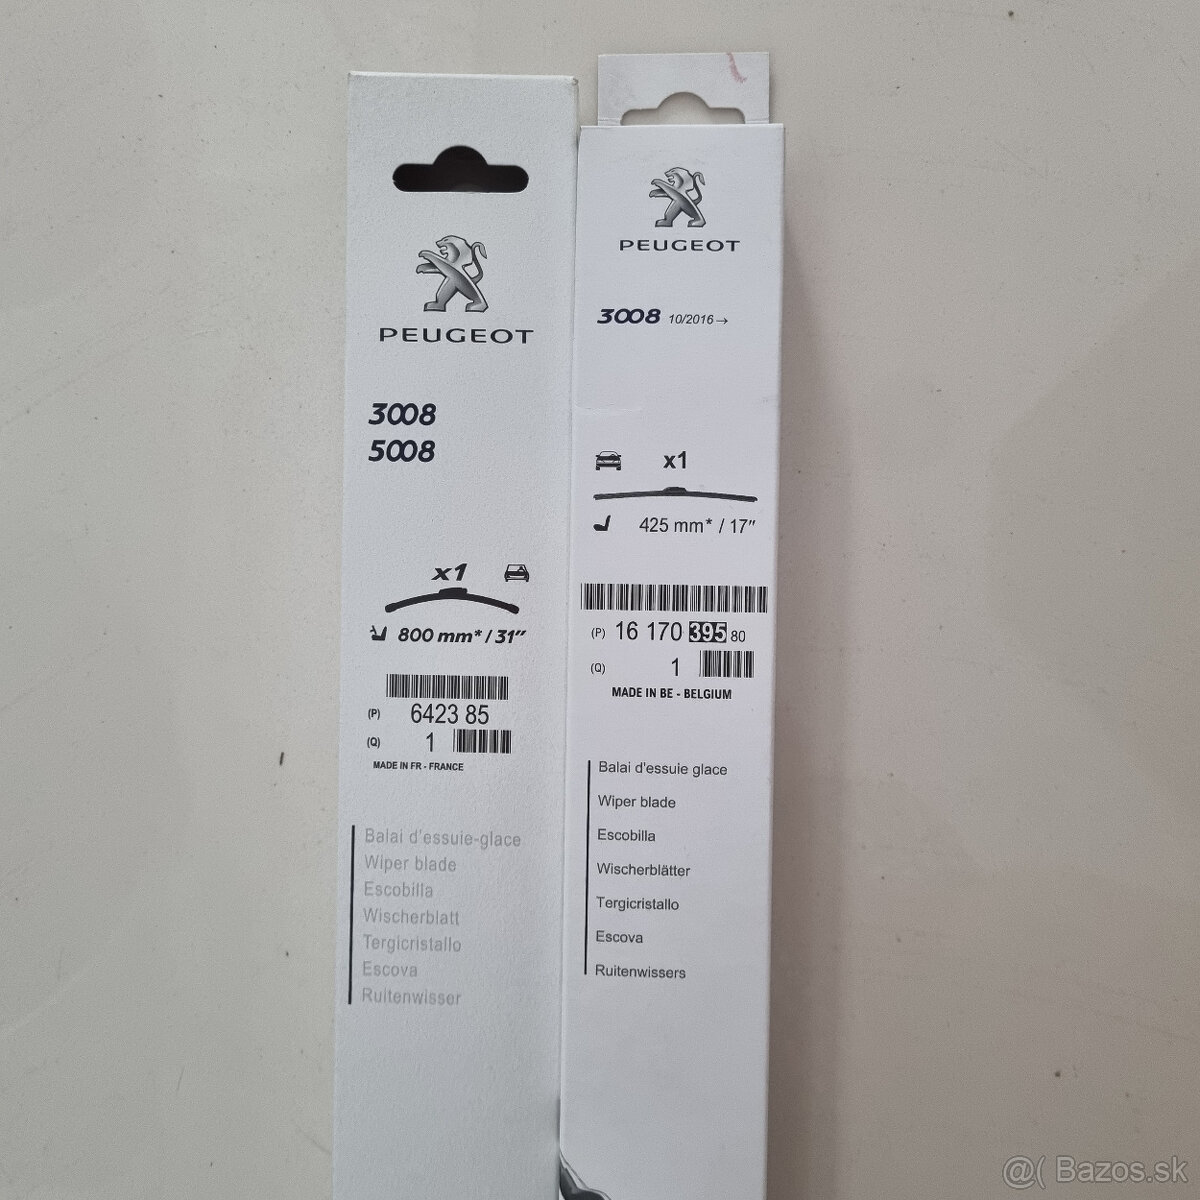 PEUGEOT
3008
5008
x1
800 mm* / 31"
(P) 6423 85
(Q) 1
MADE IN FR - FRANCE
Balai d'essuie-glace
Wiper blade
Escobilla
Wischerblatt
Tergicristallo
Escova
Ruitenwisser
PEUGEOT
3008 10/2016→
x1
425 mm* / 17"
(P) 16 170 395 80
(Q) 1
MADE IN BE - BELGIUM
Balai d'essuie glace
Wiper blade
Escobilla
Wischerblätter
Tergicristallo
Escova
Ruitenwissers
@( Bazos.sk